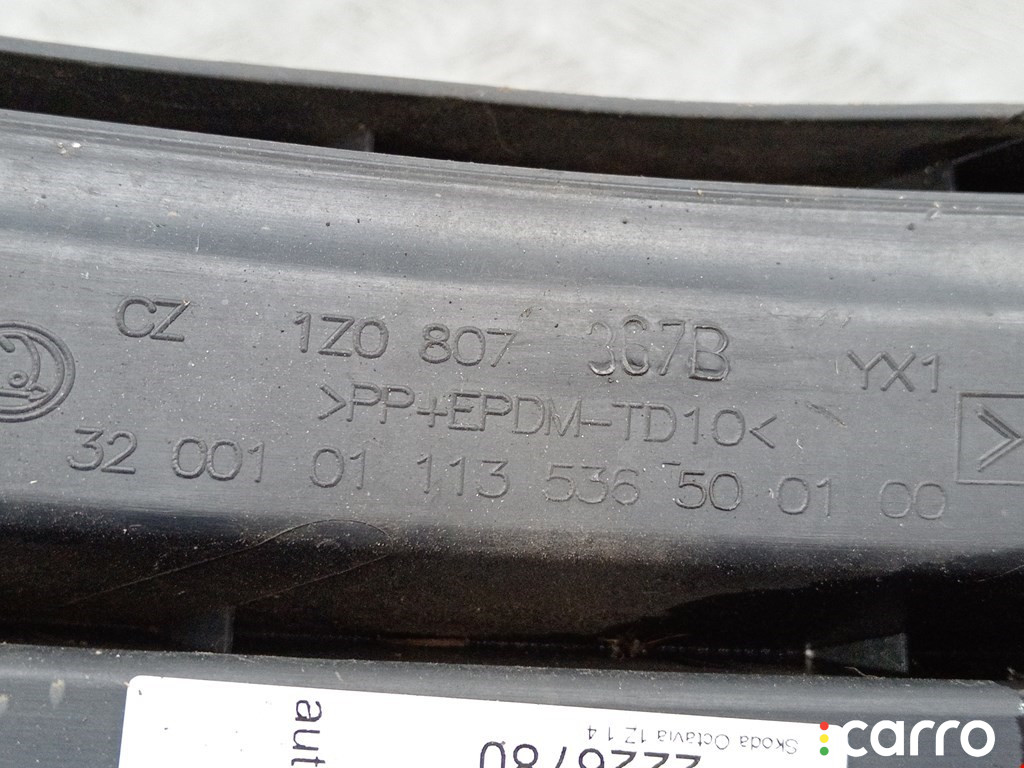 CZ 1Z0 807 367B YX1
>PP+EPDM-TD10<
32 001 01 113 536 50 01 00
Skoda Octavia 1Z 1.4
aut
carro